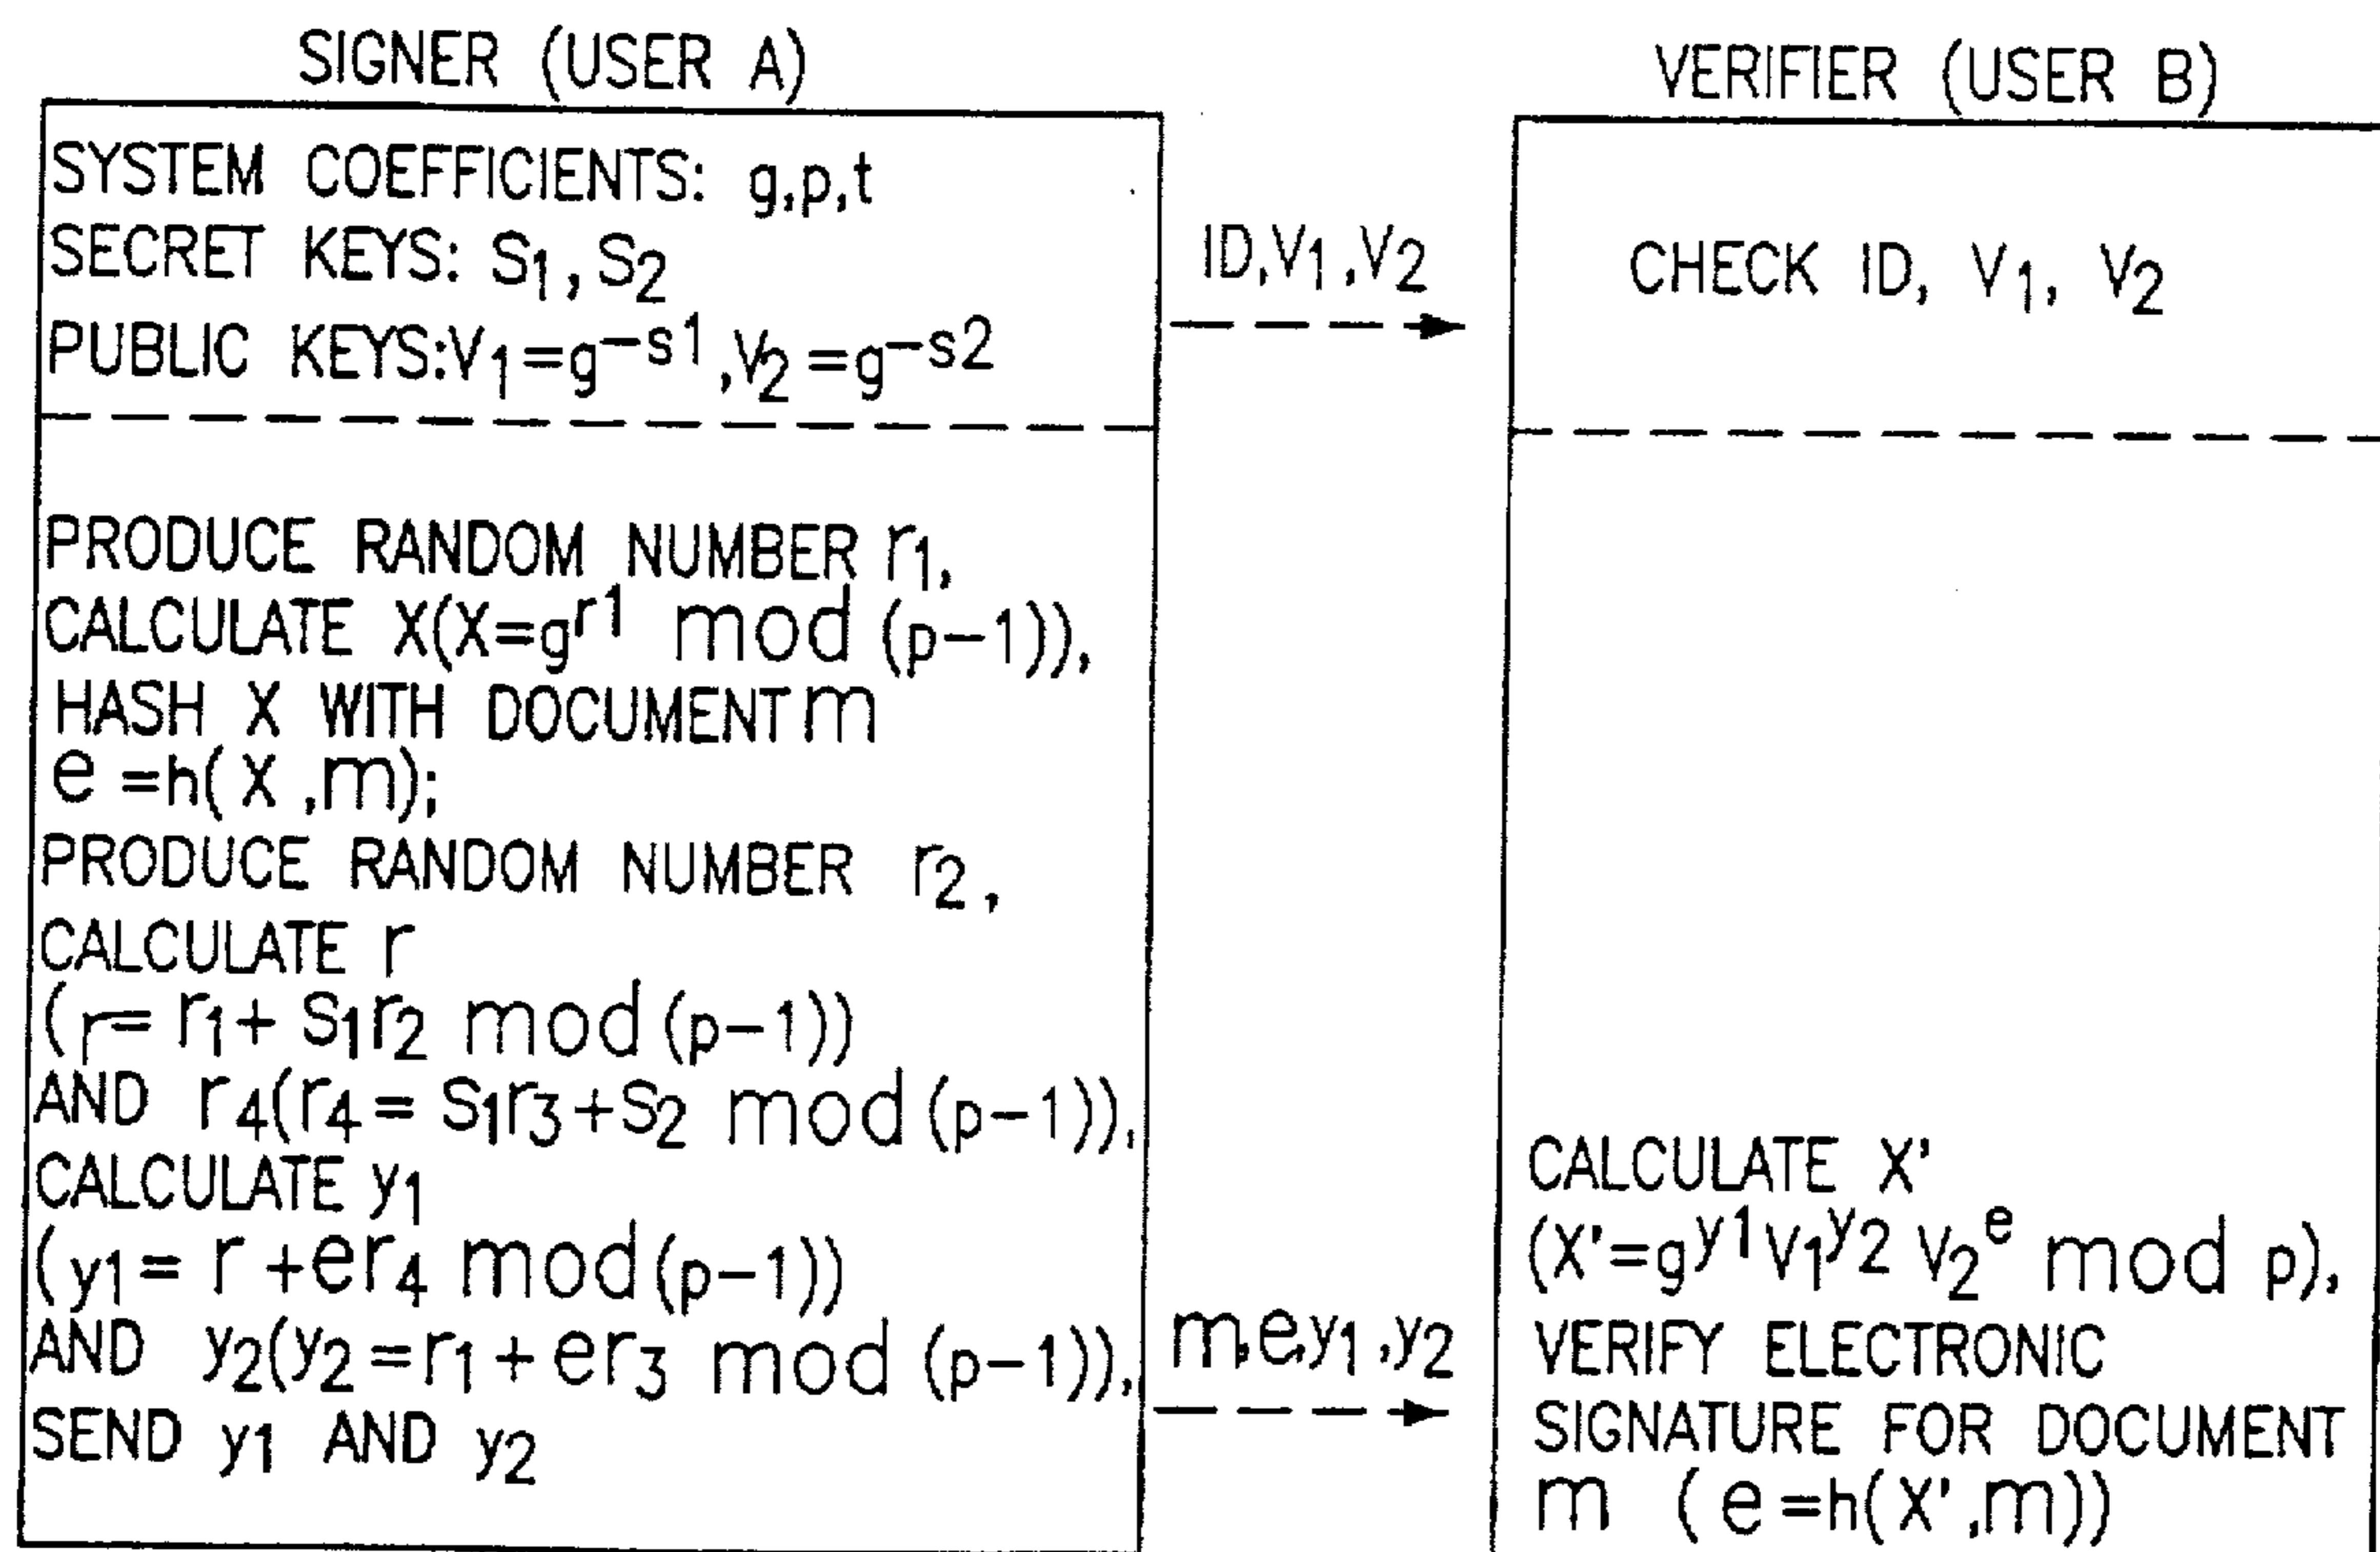 SIGNER (USER A)
SYSTEM COEFFICIENTS: g,p,t
SECRET KEYS: S₁, S₂
PUBLIC KEYS:V₁=g⁻ˢ¹,V₂=g⁻ˢ²
PRODUCE RANDOM NUMBER r₁,
CALCULATE X(X=gʳ¹ mod (p-1)),
HASH X WITH DOCUMENT m
e =h( X ,m);
PRODUCE RANDOM NUMBER r₂,
CALCULATE r
(r= r₁+ S₁r₂ mod (p-1))
AND r₄(r₄= S₁r₃+S₂ mod (p-1)),
CALCULATE y₁
(y₁= r +er₄ mod (p-1))
AND y₂(y₂=r₁+er₃ mod (p-1)),
SEND y₁ AND y₂
ID,V₁,V₂
m,e,y₁,y₂
VERIFIER (USER B)
CHECK ID, V₁, V₂
CALCULATE X'
(X'=g^y1 V₁^y2 V₂^e mod p),
VERIFY ELECTRONIC
SIGNATURE FOR DOCUMENT
m ( e =h(X',m))